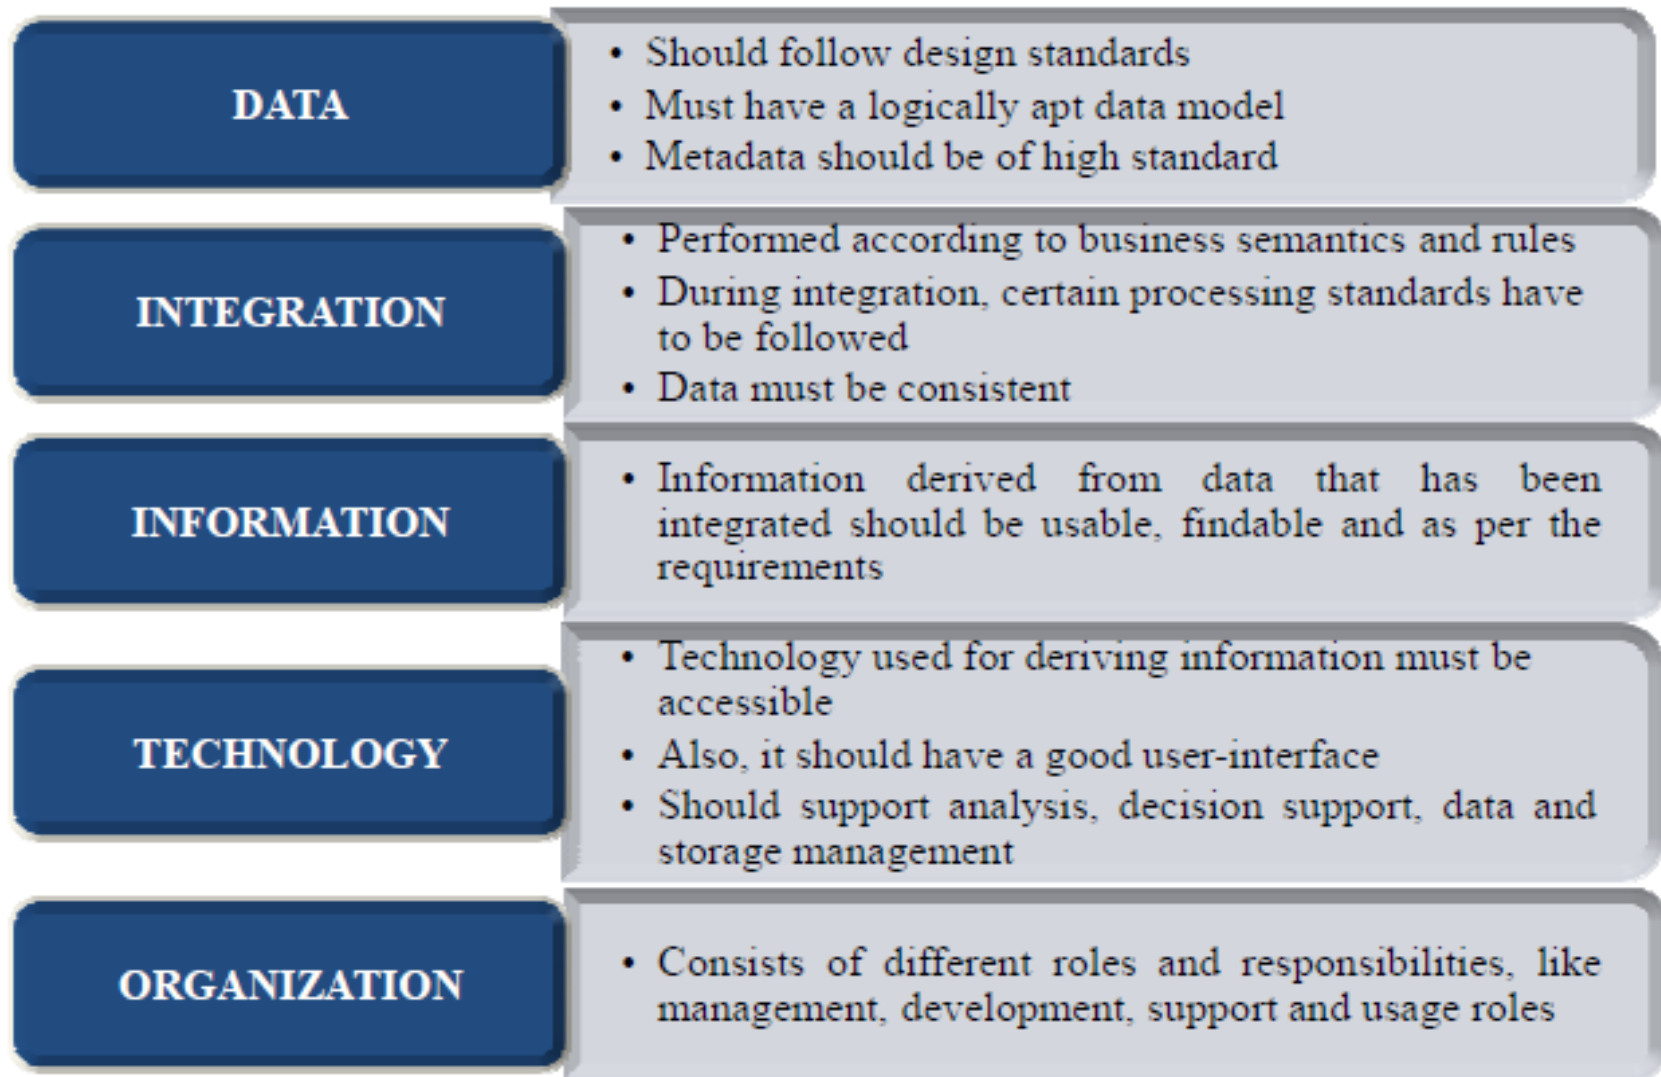 DATA
• Should follow design standards
• Must have a logically apt data model
• Metadata should be of high standard
INTEGRATION
• Performed according to business semantics and rules
• During integration, certain processing standards have
to be followed
• Data must be consistent
INFORMATION
• Information derived from data that has been
integrated should be usable, findable and as per the
requirements
TECHNOLOGY
• Technology used for deriving information must be
accessible
• Also, it should have a good user-interface
• Should support analysis, decision support, data and
storage management
ORGANIZATION
• Consists of different roles and responsibilities, like
management, development, support and usage roles